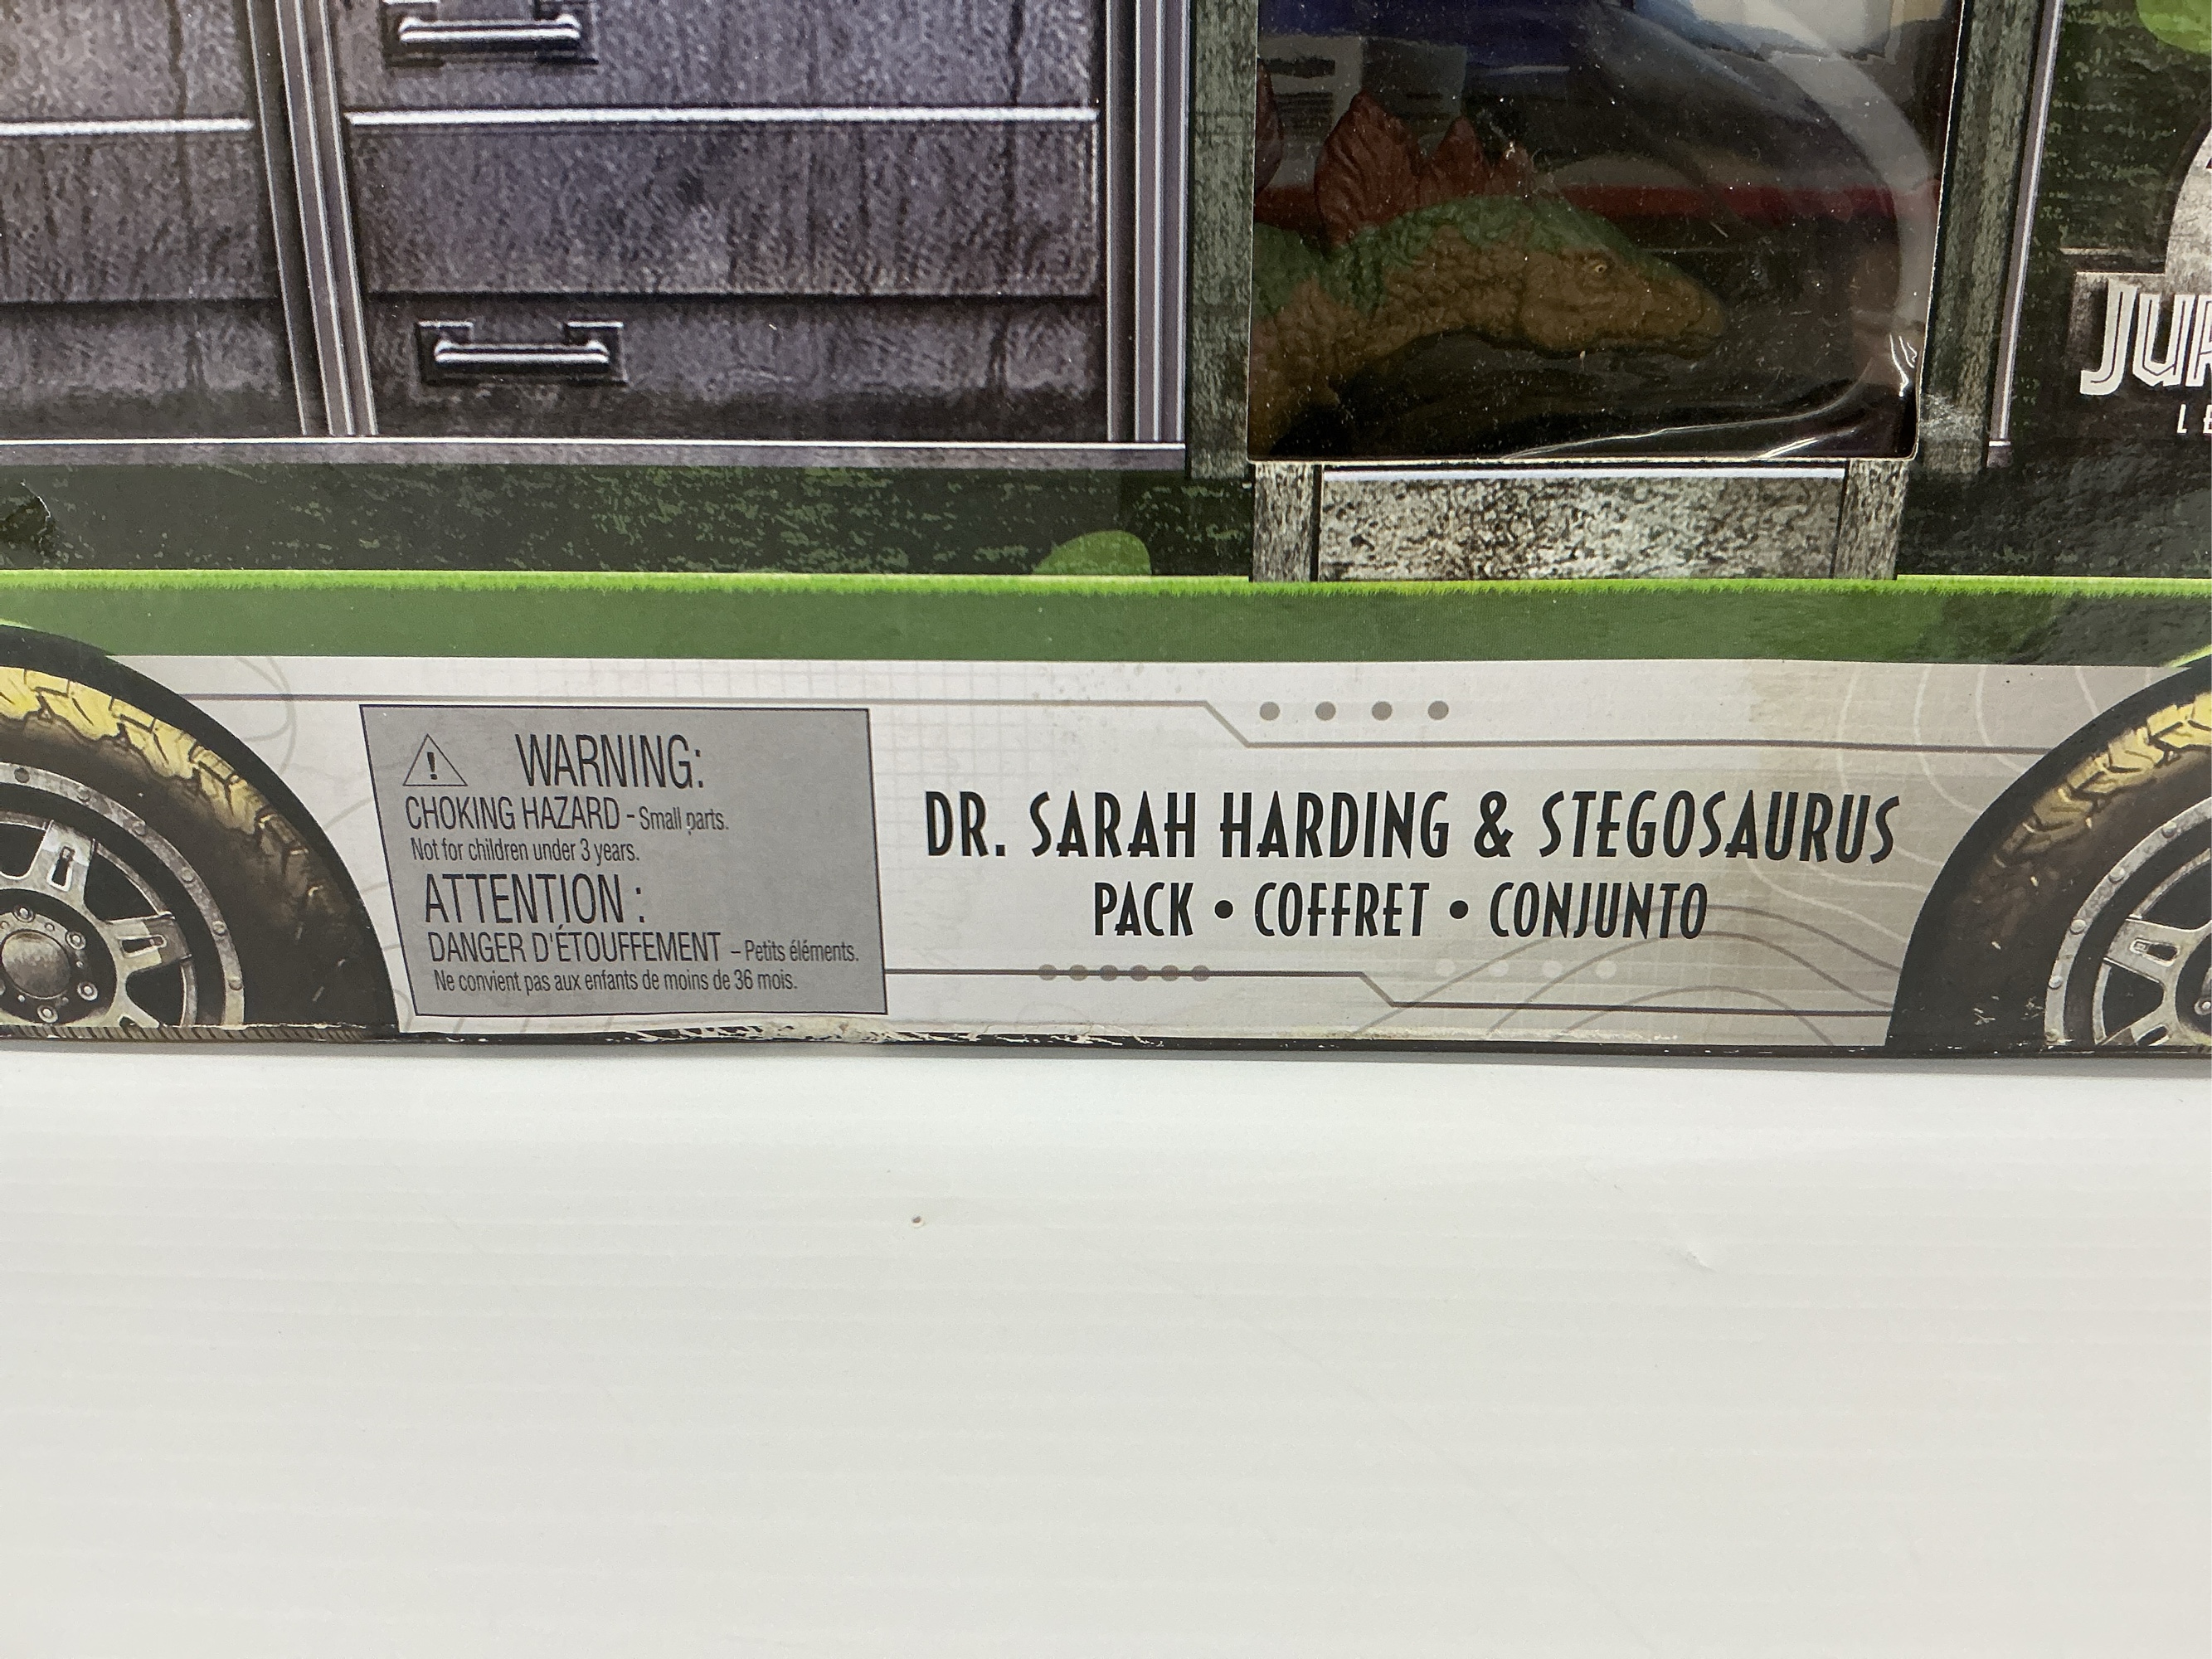 WARNING:
CHOKING HAZARD - Small parts.
Not for children under 3 years.
ATTENTION :
DANGER D'ÉTOUFFEMENT – Petits éléments.
Ne convient pas aux enfants de moins de 36 mois.
DR. SARAH HARDING & STEGOSAURUS
PACK • COFFRET • CONJUNTO